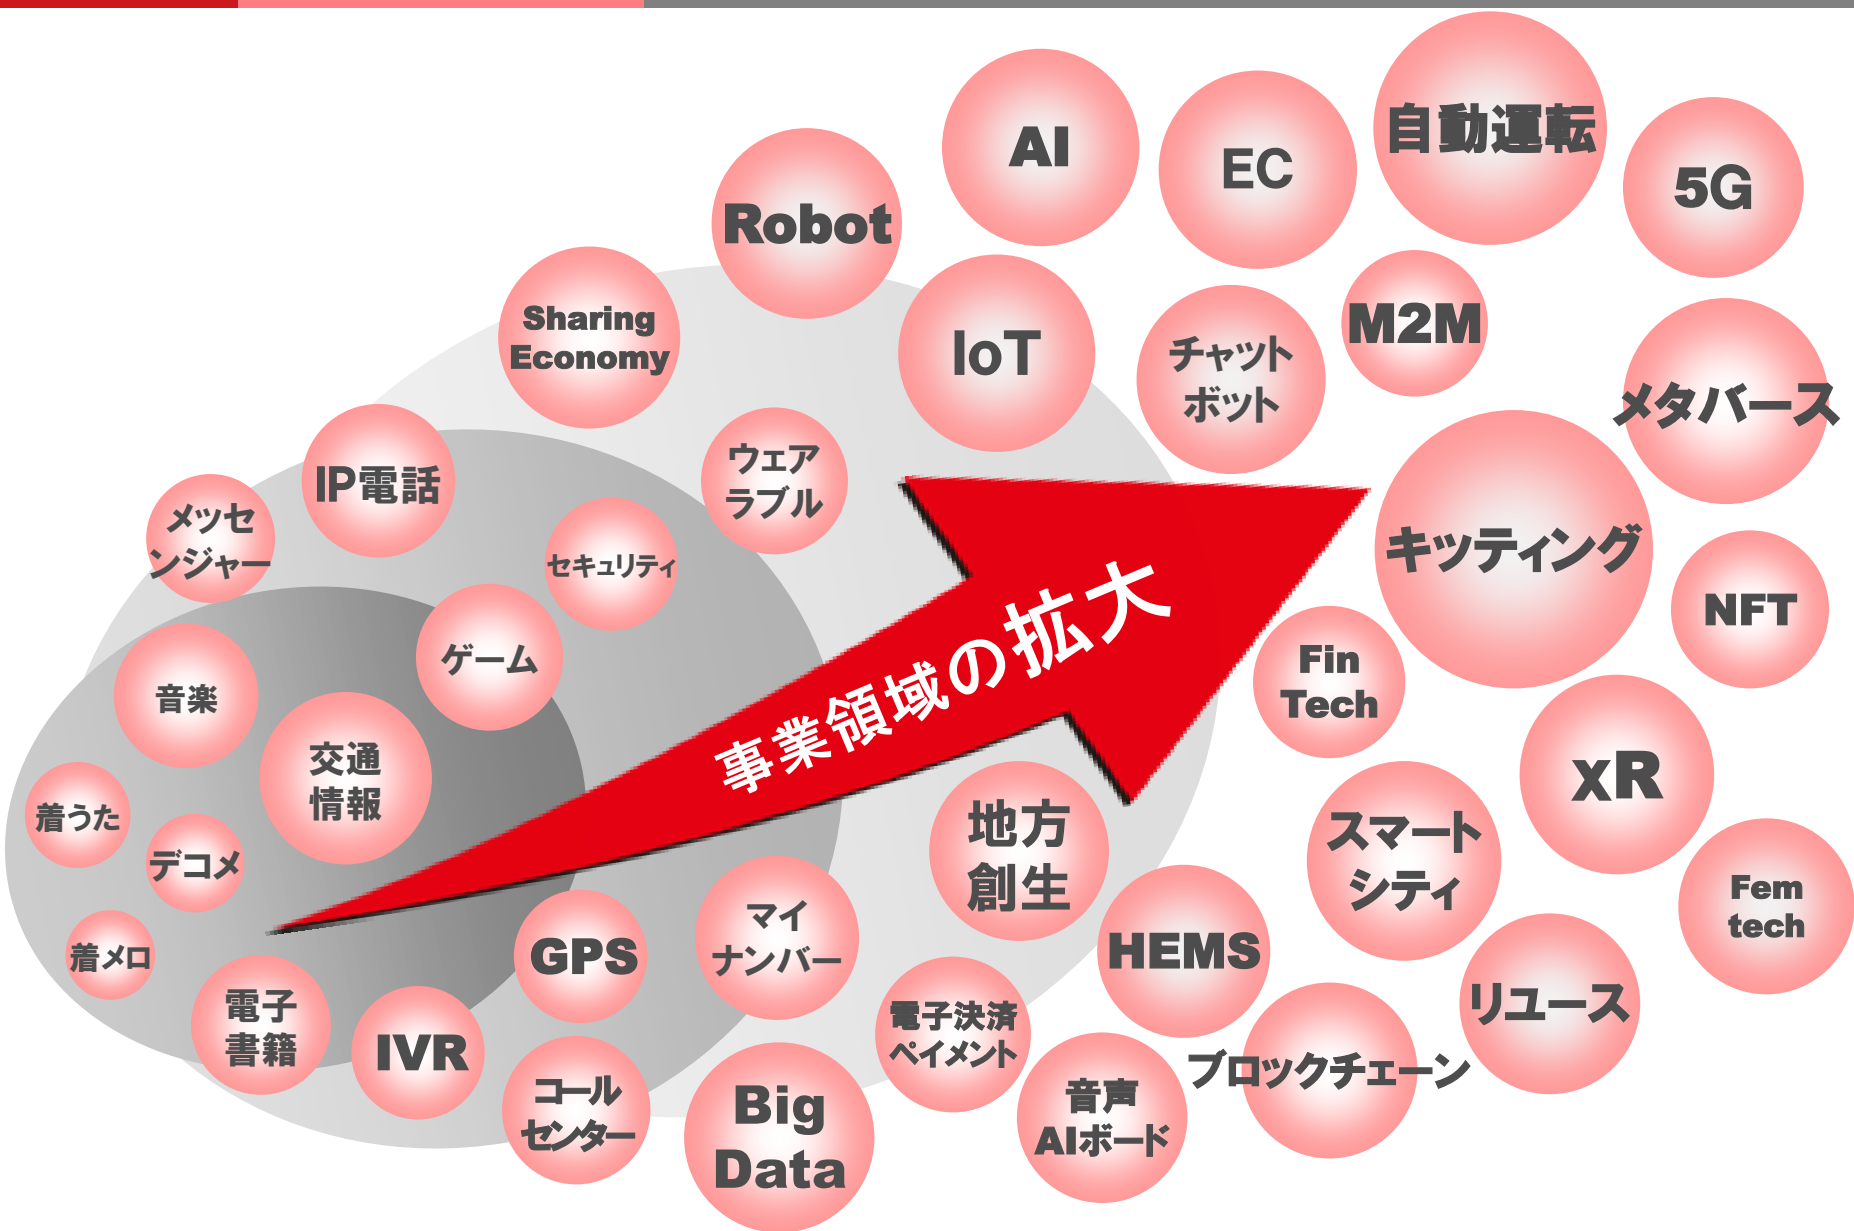 AI
EC
自動運転
5G
Robot
Sharing
Economy
IoT
チャット
ボット
M2M
メタバース
IP電話
ウェア
ラブル
メッセ
ンジャー
セキュリティ
キッティング
NFT
ゲーム
音楽
事業領域の拡大
Fin
Tech
交通
情報
xR
着うた
デコメ
地方
創生
スマート
シティ
Fem
tech
着メロ
GPS
マイ
ナンバー
HEMS
リユース
電子
書籍
IVR
電子決済
ペイメント
ブロックチェーン
コール
センター
Big
Data
音声
AIボード